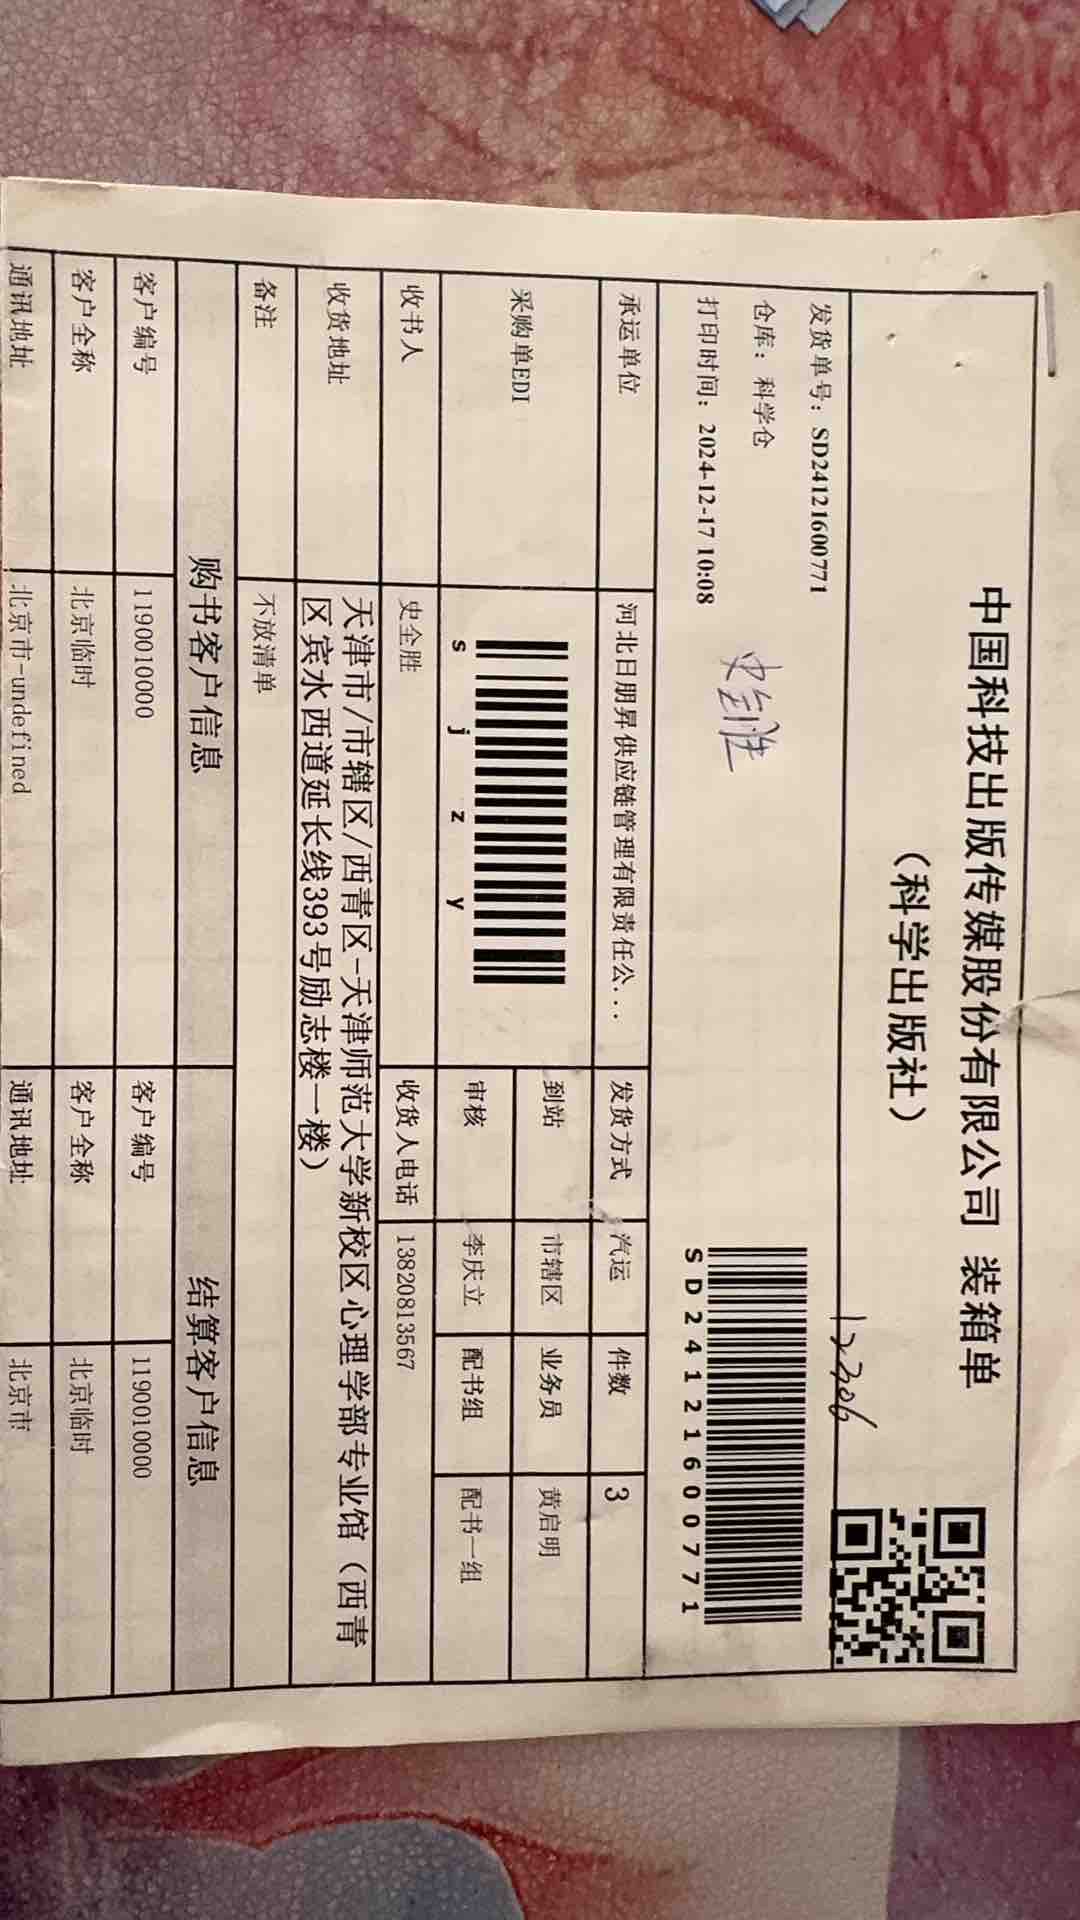 中国科技出版传媒股份有限公司 装箱单
（科学出版社）
12306
发货单号：SD24121600771
仓库：科学仓
打印时间：2024-12-17 10:08
史全胜
SD24121600771
承运单位 河北日朋昇供应链管理有限责任公... 发货方式 汽运 件数 3
采购单EDI
到站 市辖区 业务员 黄启明
s j z y
审核 李庆立 配书组 配书一组
收书人 史全胜 收货人电话 13820813567
收货地址
天津市/市辖区/西青区-天津师范大学新校区心理学部专业馆（西青
区宾水西道延长线393号励志楼一楼）
备注 不放清单
购书客户信息 结算客户信息
客户编号 119001000​0 客户编号 1190010000
客户全称 北京临时 客户全称 北京临时
通讯地址 北京市-undefined 通讯地址 北京市